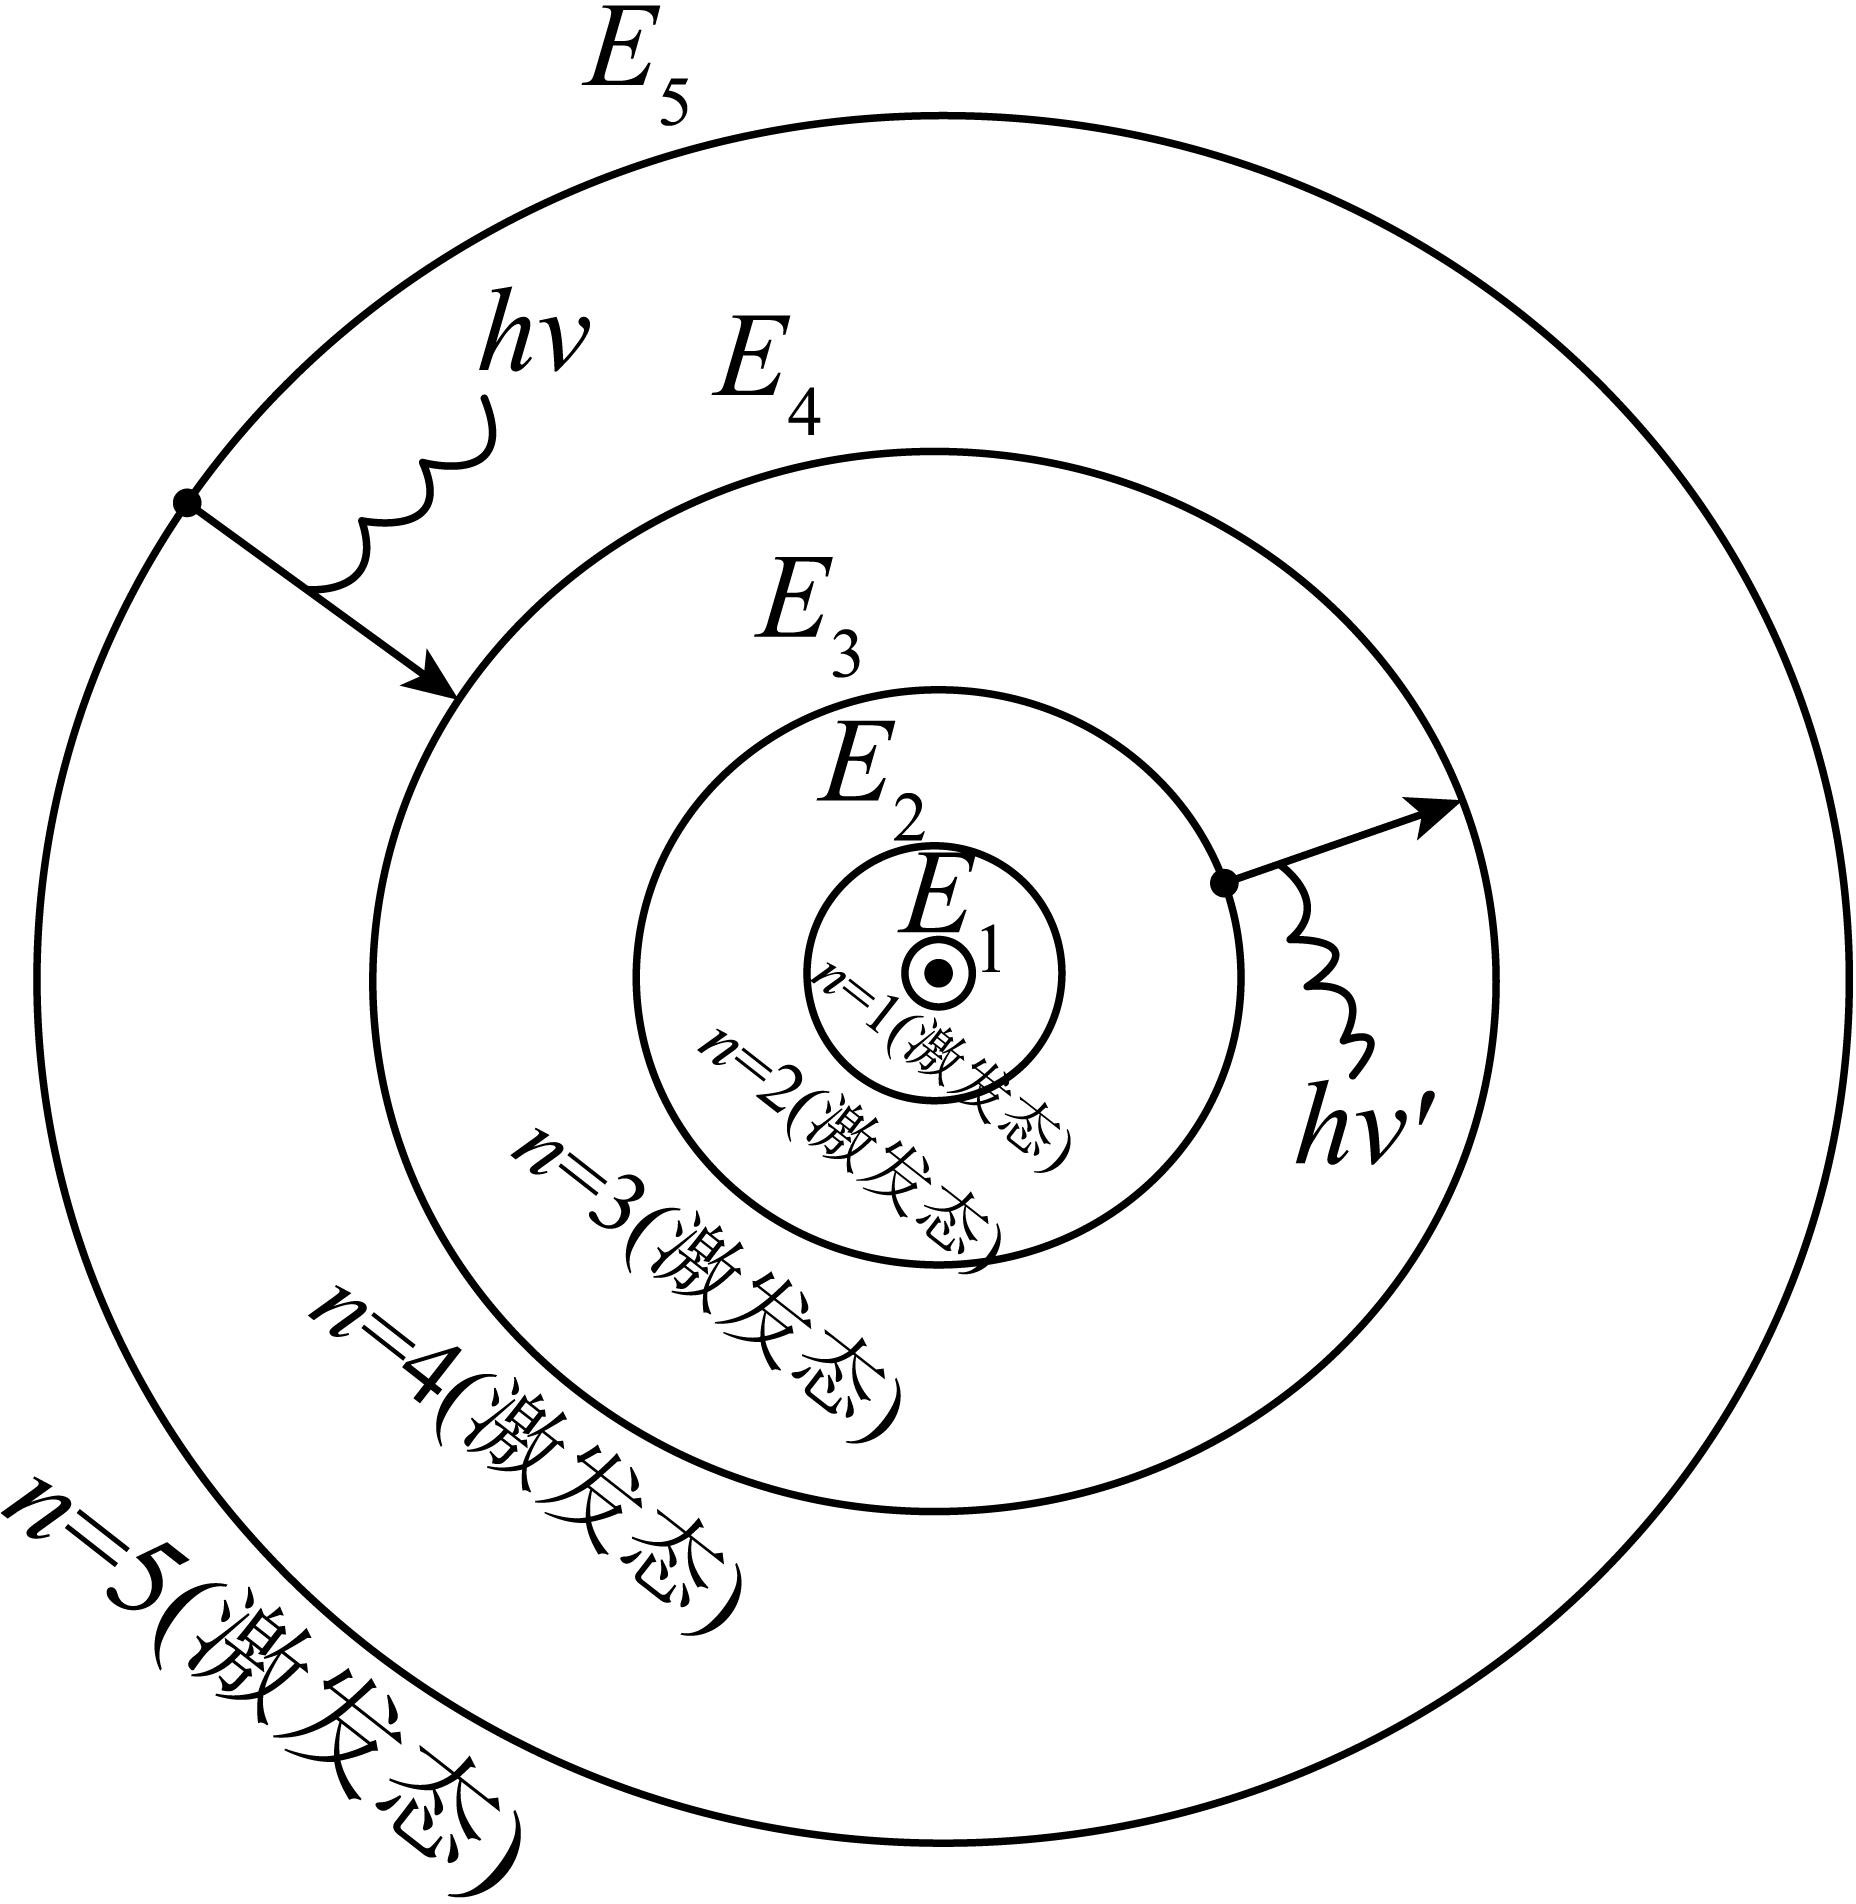 E₅
hν
E₄
E₃
E₂
E₁
n=1(激发态)
n=2(激发态)
hν'
n=3(激发态)
n=4(激发态)
n=5(激发态)